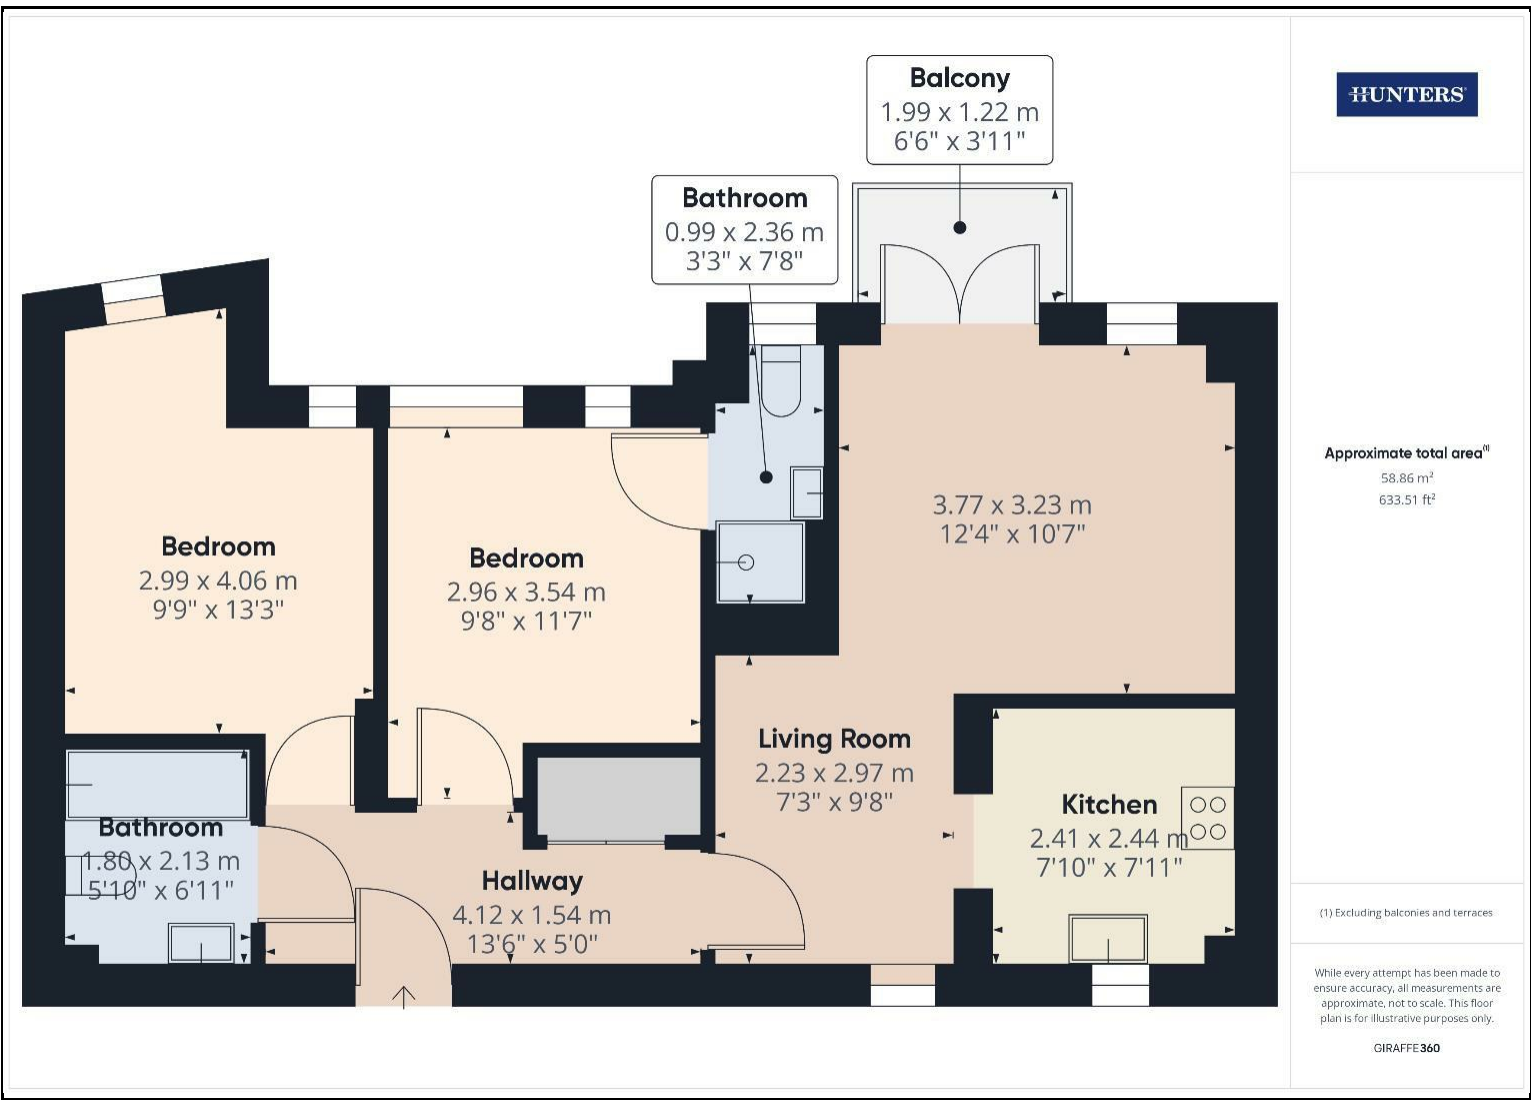 Balcony
1.99 x 1.22 m
6'6" x 3'11"
HUNTERS
Bathroom
0.99 x 2.36 m
3'3" x 7'8"
Approximate total area(1)
58.86 m²
633.51 ft²
3.77 x 3.23 m
12'4" x 10'7"
Bedroom
2.99 x 4.06 m
9'9" x 13'3"
Bedroom
2.96 x 3.54 m
9'8" x 11'7"
Living Room
2.23 x 2.97 m
7'3" x 9'8"
Kitchen
2.41 x 2.44 m
7'10" x 7'11"
Bathroom
1.80 x 2.13 m
5'10" x 6'11"
Hallway
4.12 x 1.54 m
13'6" x 5'0"
(1) Excluding balconies and terraces
While every attempt has been made to
ensure accuracy, all measurements are
approximate, not to scale. This floor
plan is for illustrative purposes only.
GIRAFFE360